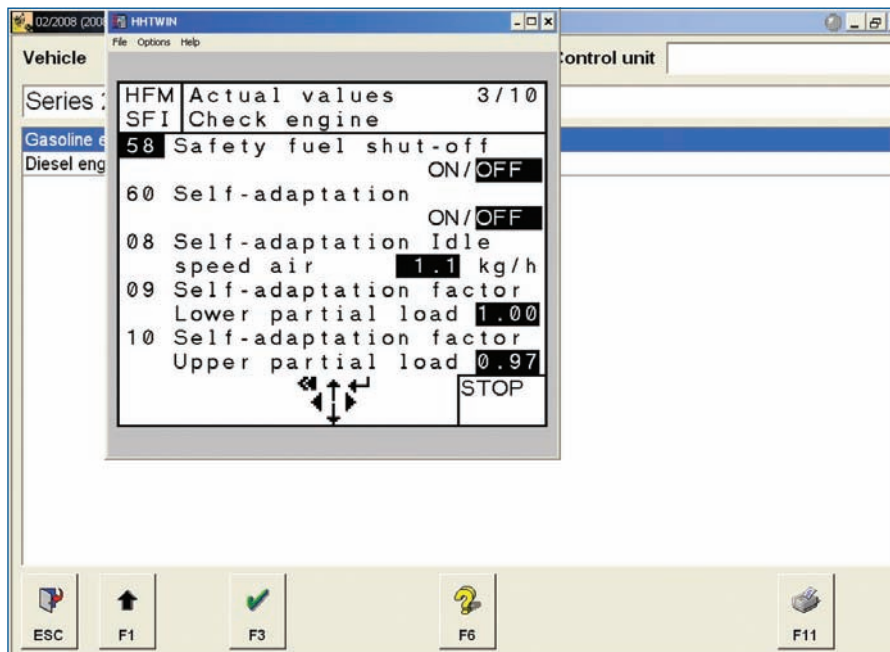 02/2008 (200
HHTWIN
File Options Help
Vehicle
ontrol unit
Series
Gasoline e
Diesel eng
HFM Actual values 3/10
SFI Check engine
58 Safety fuel shut-off
ON/OFF
60 Self-adaptation
ON/OFF
08 Self-adaptation Idle
speed air 1.1 kg/h
09 Self-adaptation factor
Lower partial load 1.00
10 Self-adaptation factor
Upper partial load 0.97
STOP
ESC F1 F3 F6 F11